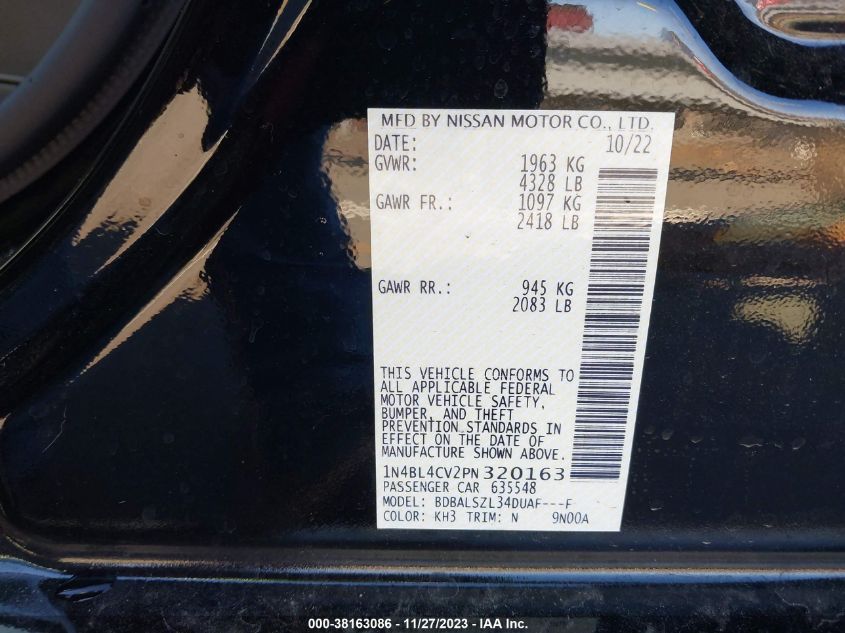 MFD BY NISSAN MOTOR CO., LTD.
DATE: 10/22
GVWR: 1963 KG
4328 LB
GAWR FR.: 1097 KG
2418 LB
GAWR RR.: 945 KG
2083 LB
THIS VEHICLE CONFORMS TO
ALL APPLICABLE FEDERAL
MOTOR VEHICLE SAFETY,
BUMPER, AND THEFT
PREVENTION STANDARDS IN
EFFECT ON THE DATE OF
MANUFACTURE SHOWN ABOVE.
1N4BL4CV2PN320163
PASSENGER CAR 635548
MODEL: BDBALSZL34DUAF---F
COLOR: KH3 TRIM: N 9N00A
000-38163086 - 11/27/2023 - IAA Inc.